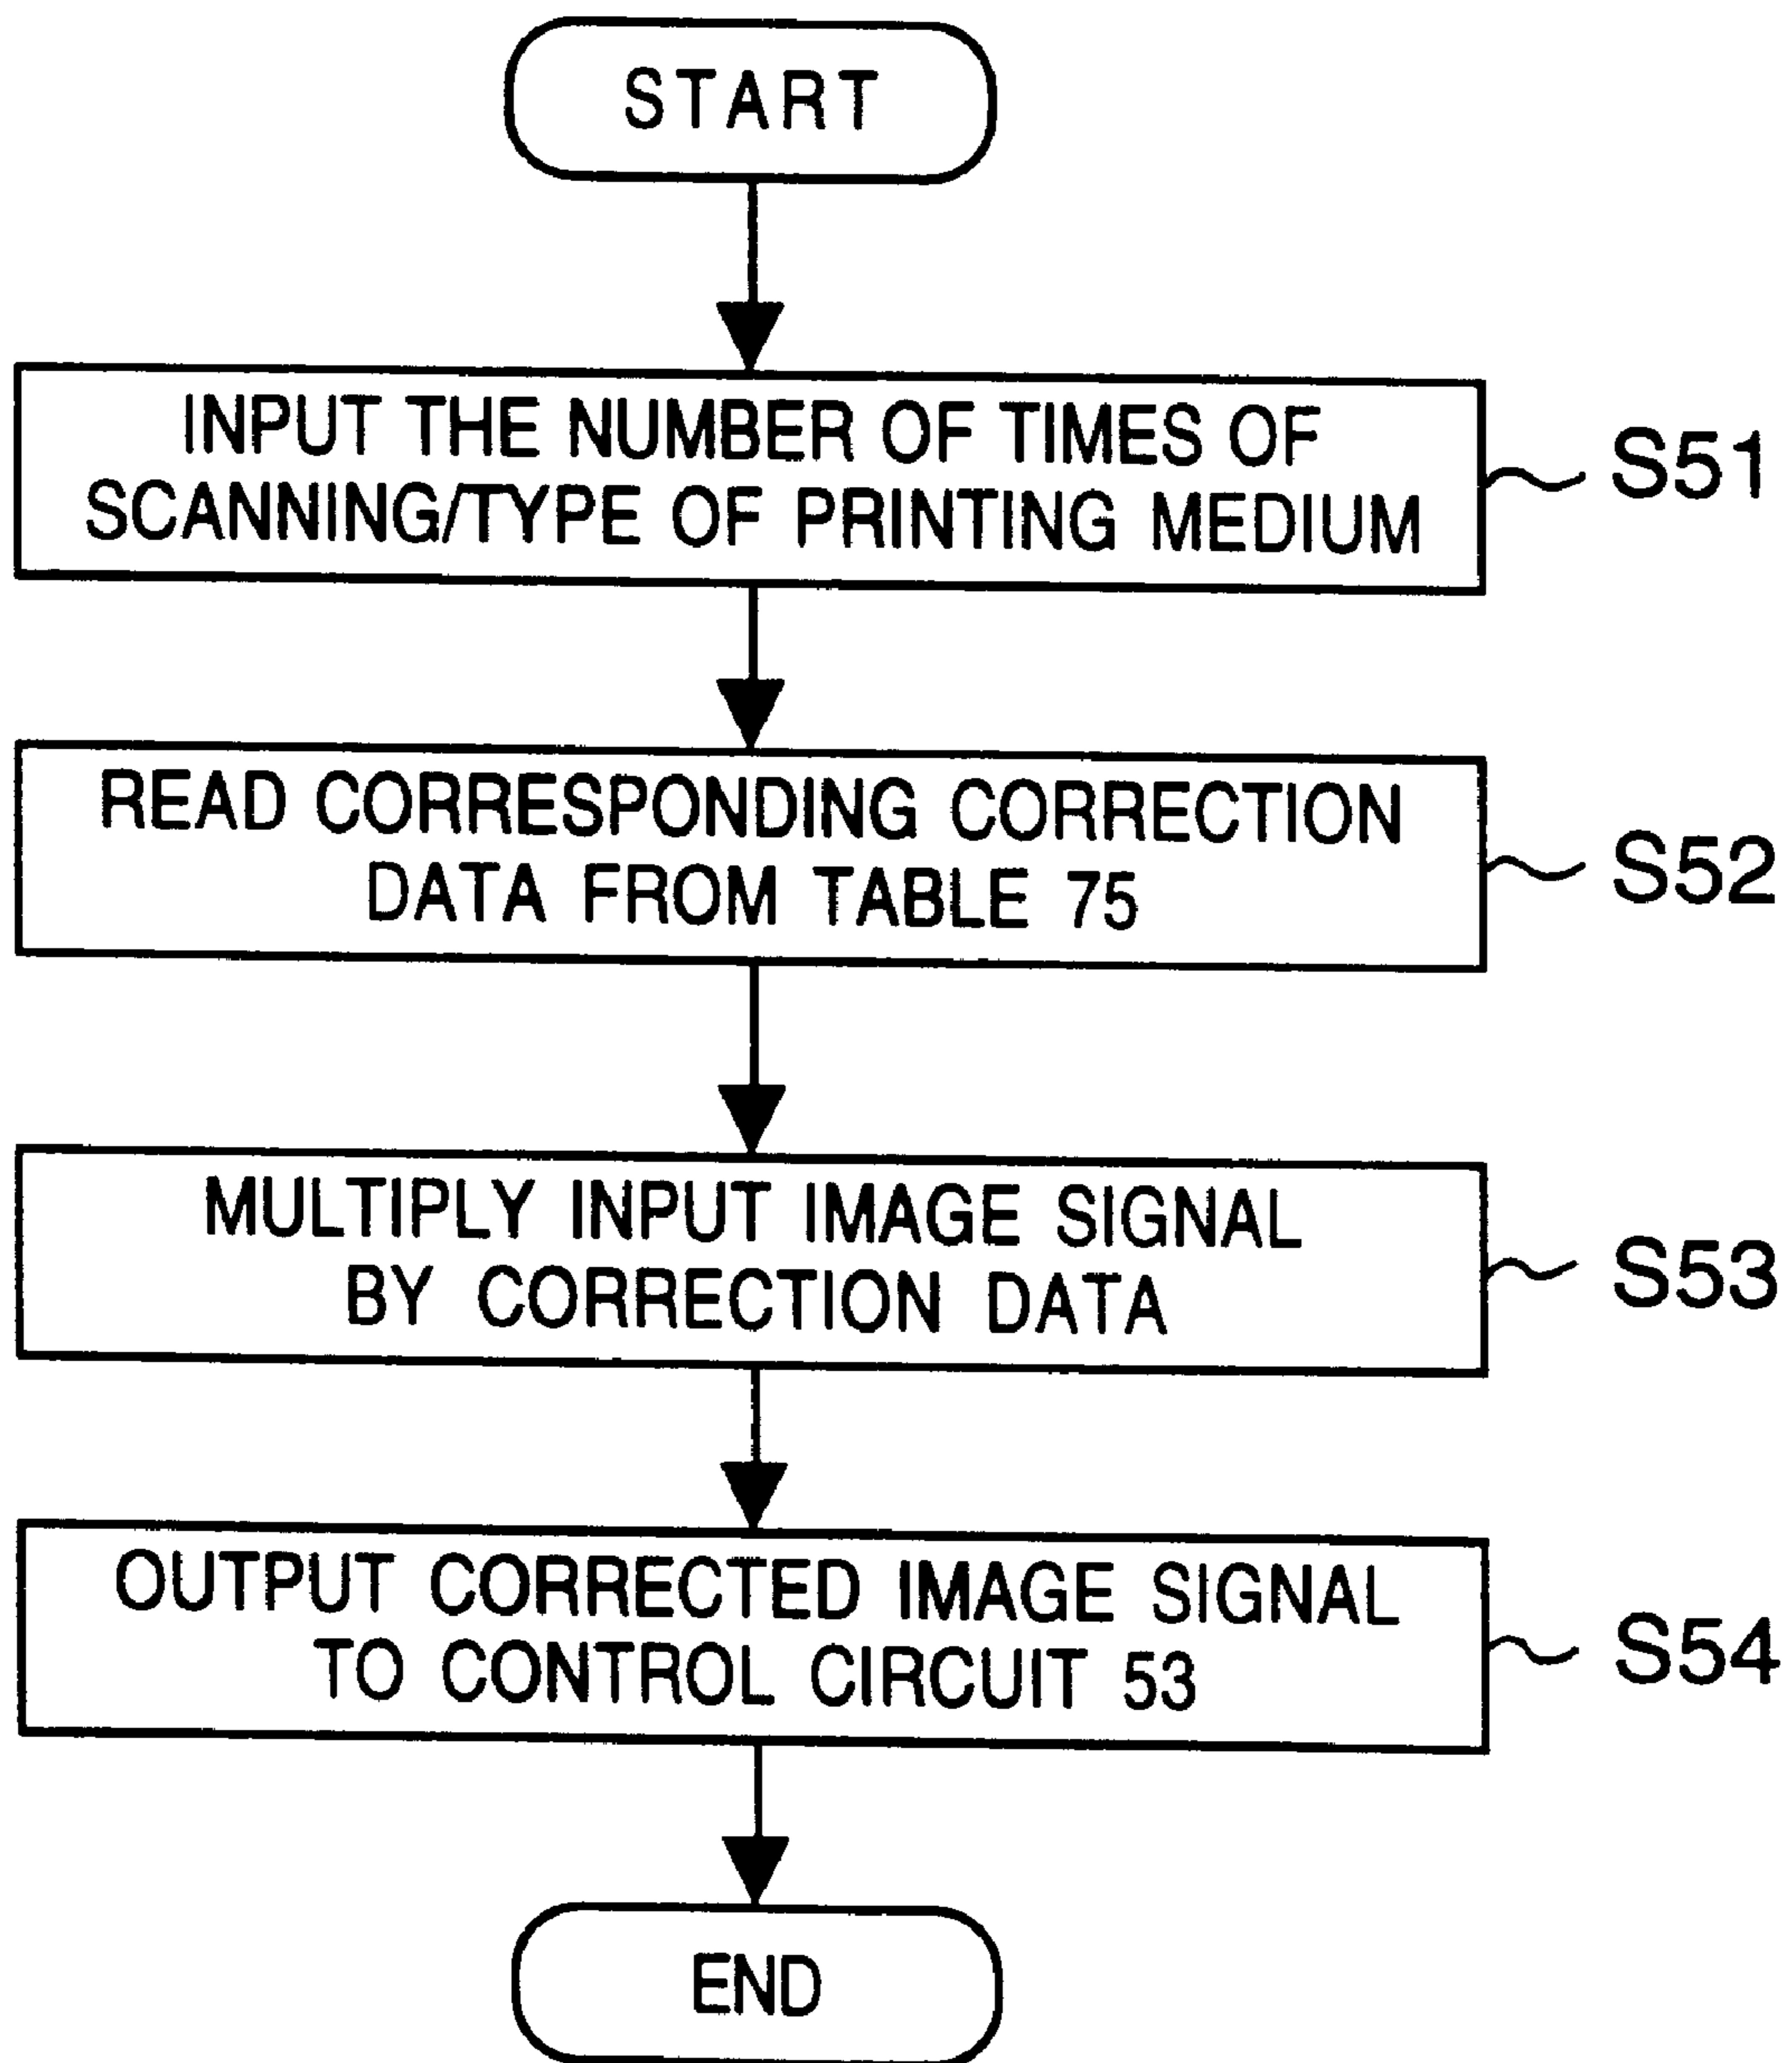 START
INPUT THE NUMBER OF TIMES OF
SCANNING/TYPE OF PRINTING MEDIUM
S51
READ CORRESPONDING CORRECTION
DATA FROM TABLE 75
S52
MULTIPLY INPUT IMAGE SIGNAL
BY CORRECTION DATA
S53
OUTPUT CORRECTED IMAGE SIGNAL
TO CONTROL CIRCUIT 53
S54
END